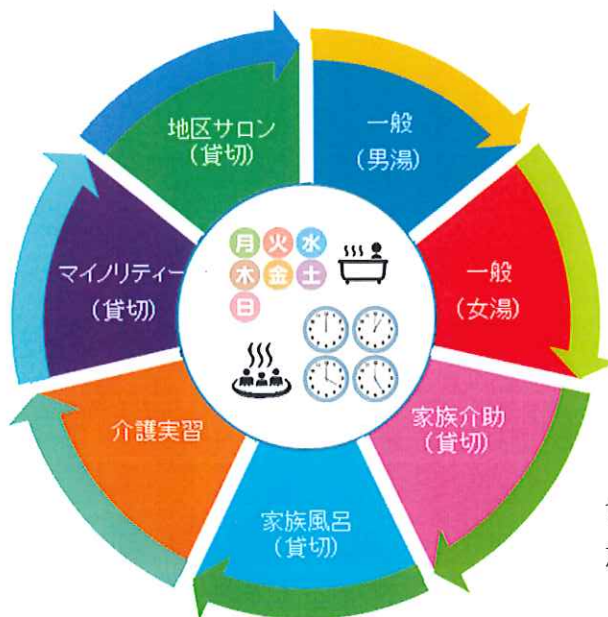 一般
(男湯)
一般
(女湯)
家族介助
(貸切)
家族風呂
(貸切)
介護実習
マイノリティー
(貸切)
地区サロン
(貸切)
月 火 水
木 金 土
日